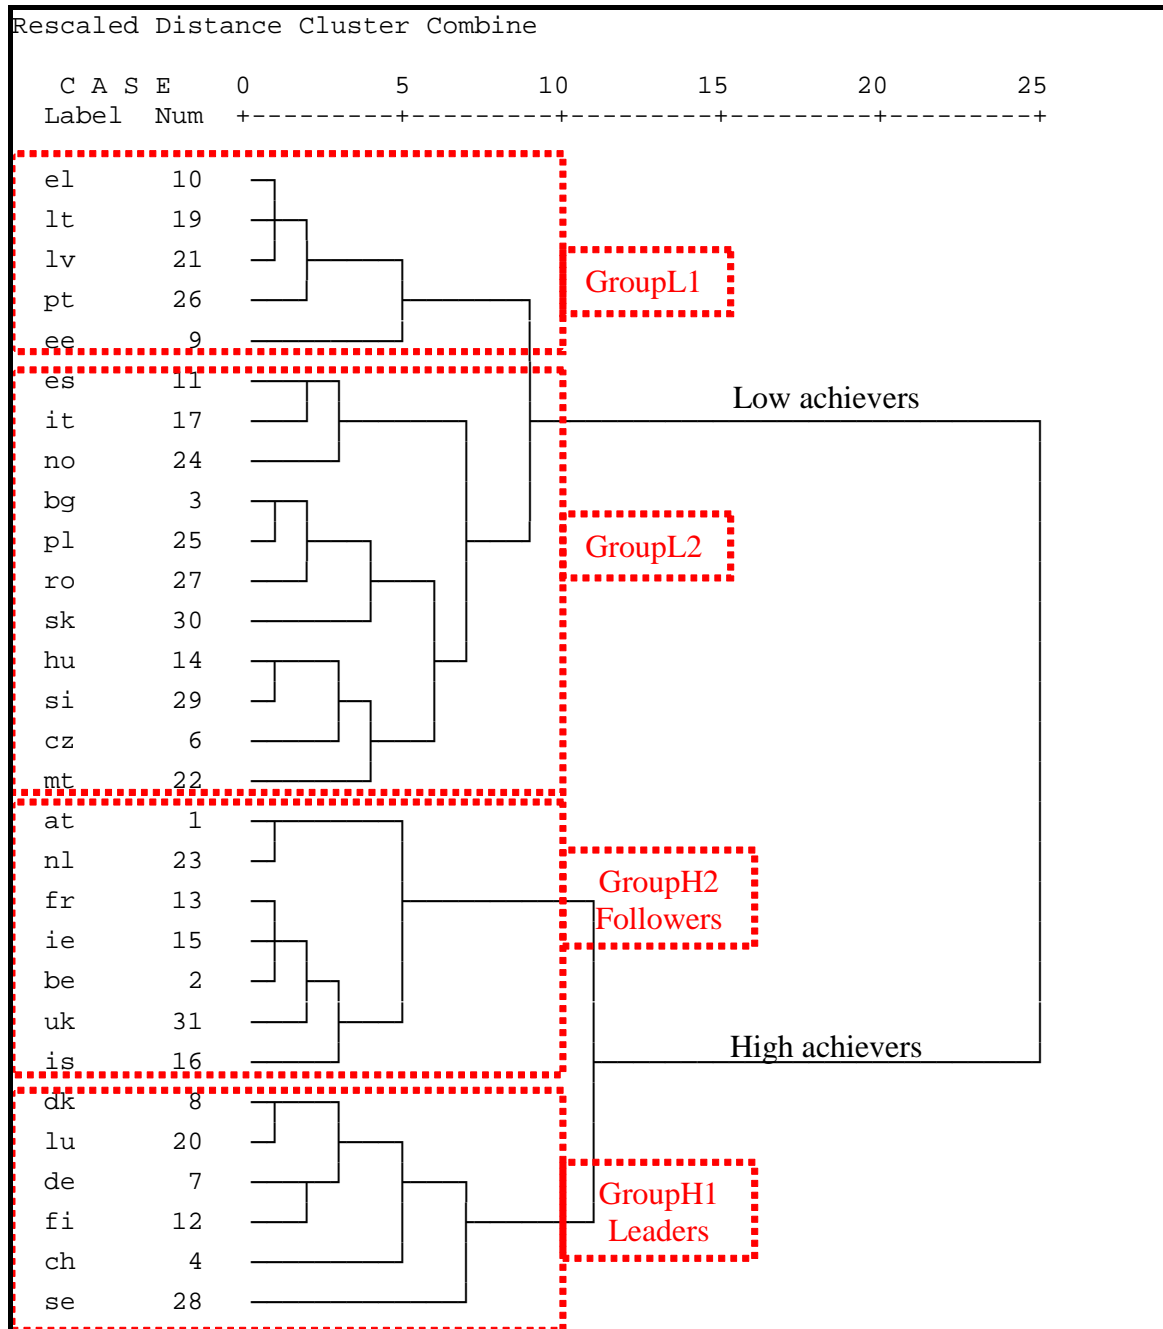 Rescaled Distance Cluster Combine
C A S E 0 5 10 15 20 25
Label Num +---------+---------+---------+---------+---------+
el 10
lt 19
lv 21
GroupL1
pt 26
ee 9
es 11
Low achievers
it 17
no 24
bg 3
pl 25
GroupL2
ro 27
sk 30
hu 14
si 29
cz 6
mt 22
at 1
nl 23
GroupH2
fr 13
Followers
ie 15
be 2
uk 31
High achievers
is 16
dk 8
lu 20
de 7
GroupH1
fi 12
Leaders
ch 4
se 28